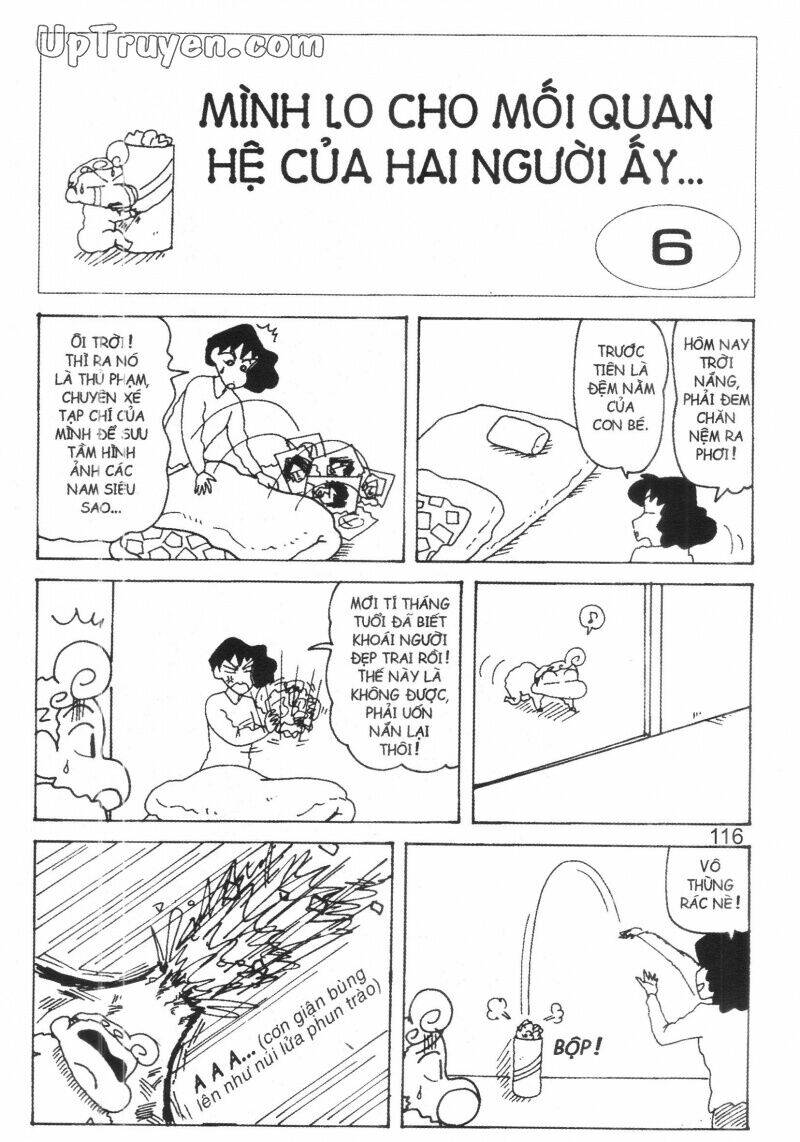 UpTruyen.com
MÌNH LO CHO MỐI QUAN
HỆ CỦA HAI NGƯỜI ẤY...
6
HÔM NAY
TRỜI
NẮNG,
PHẢI ĐEM
CHĂN
NỆM RA
PHƠI!
TRƯỚC
TIÊN LÀ
ĐỆM NẰM
CỦA
CON BÉ.
ÔI TRỜI!
THÌ RA NÓ
LÀ THỦ PHẠM,
CHUYÊN XÉ
TẠP CHÍ CỦA
MÌNH ĐỂ SƯU
TẦM HÌNH
ẢNH CÁC
NAM SIÊU
SAO...
MỚI TÍ THÁNG
TUỔI ĐÃ BIẾT
KHOÁI NGƯỜI
ĐẸP TRAI RỒI!
THẾ NÀY LÀ
KHÔNG ĐƯỢC,
PHẢI UỐN
NẮN LẠI
THÔI!
116
VÔ
THÙNG
RÁC NÈ!
BỘP!
A A A... (cơn giận bùng
lên như núi lửa phun trào)